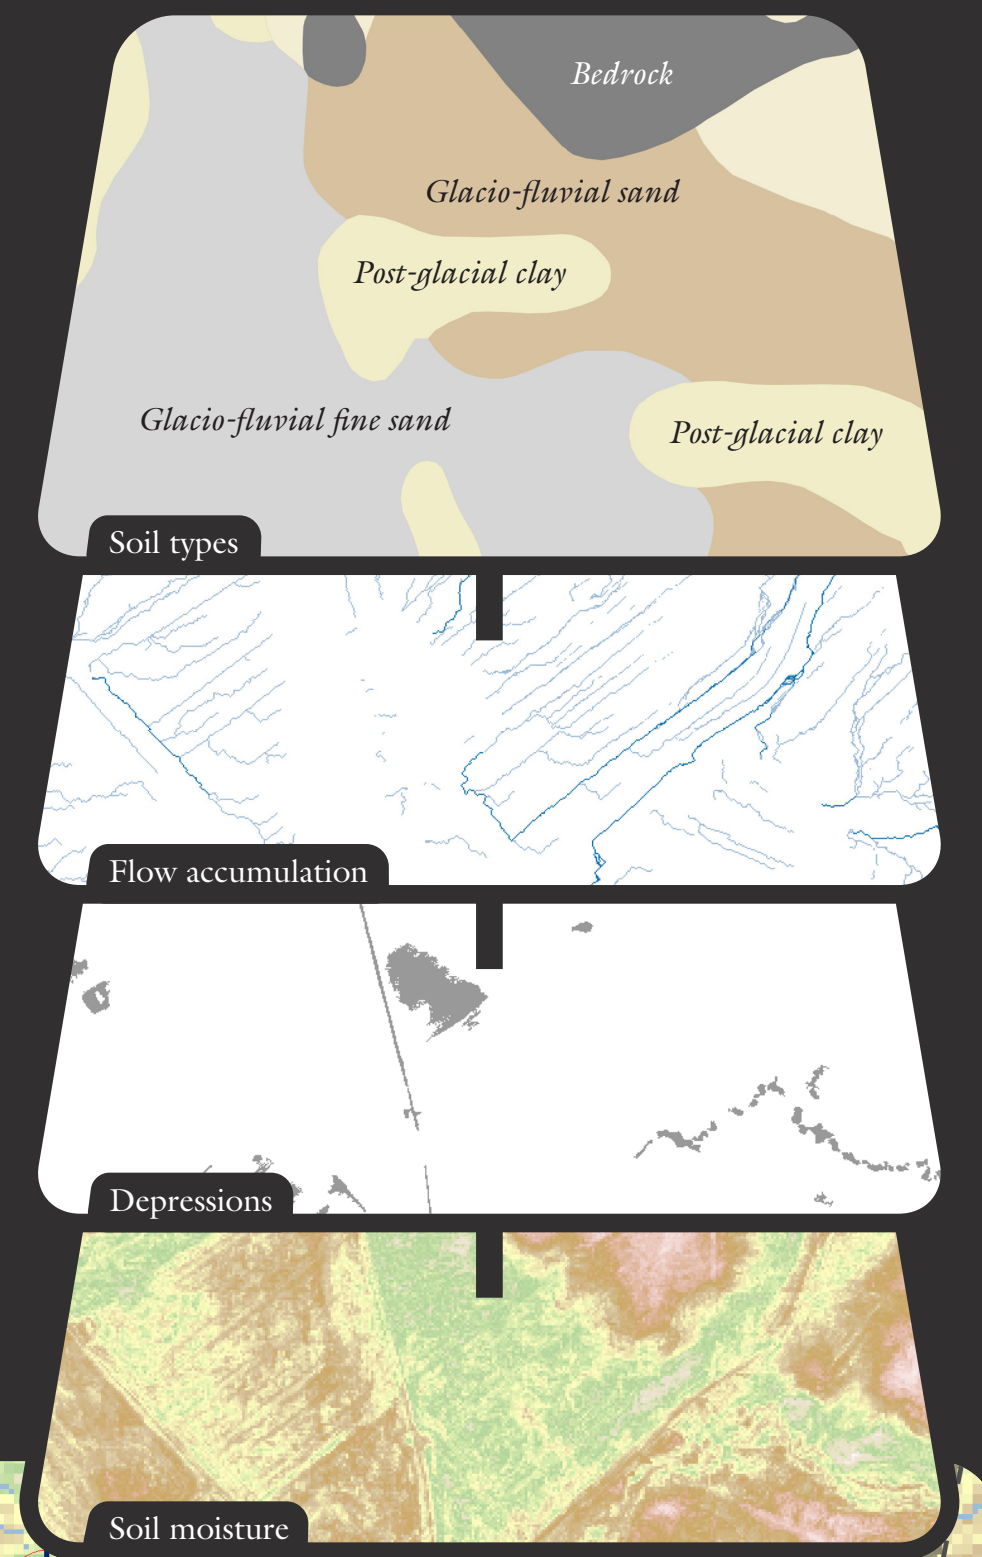 Bedrock
Glacio-fluvial sand
Post-glacial clay
Glacio-fluvial fine sand
Post-glacial clay
Soil types
Flow accumulation
Depressions
Soil moisture